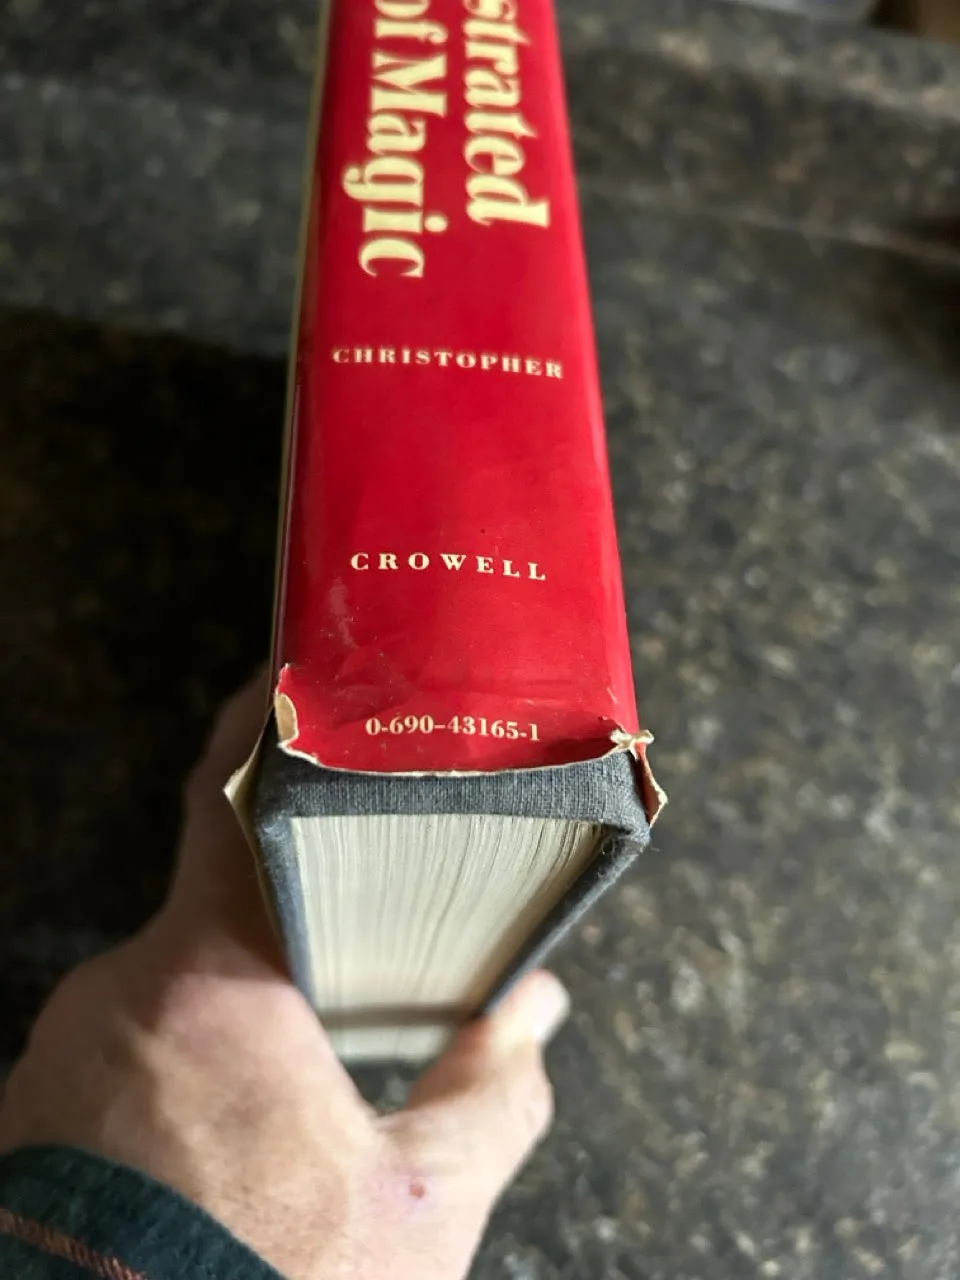 strated
of Magic
CHRISTOPHER
CROWELL
0-690-43165-1